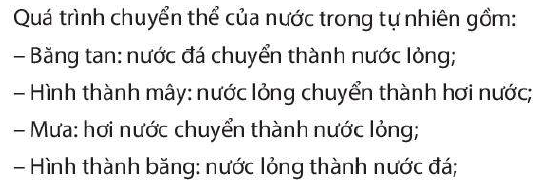 Quá trình chuyển thể của nước trong tự nhiên gồm:
– Băng tan: nước đá chuyển thành nước lỏng;
– Hình thành mây: nước lỏng chuyển thành hơi nước;
– Mưa: hơi nước chuyển thành nước lỏng;
– Hình thành băng: nước lỏng thành nước đá;